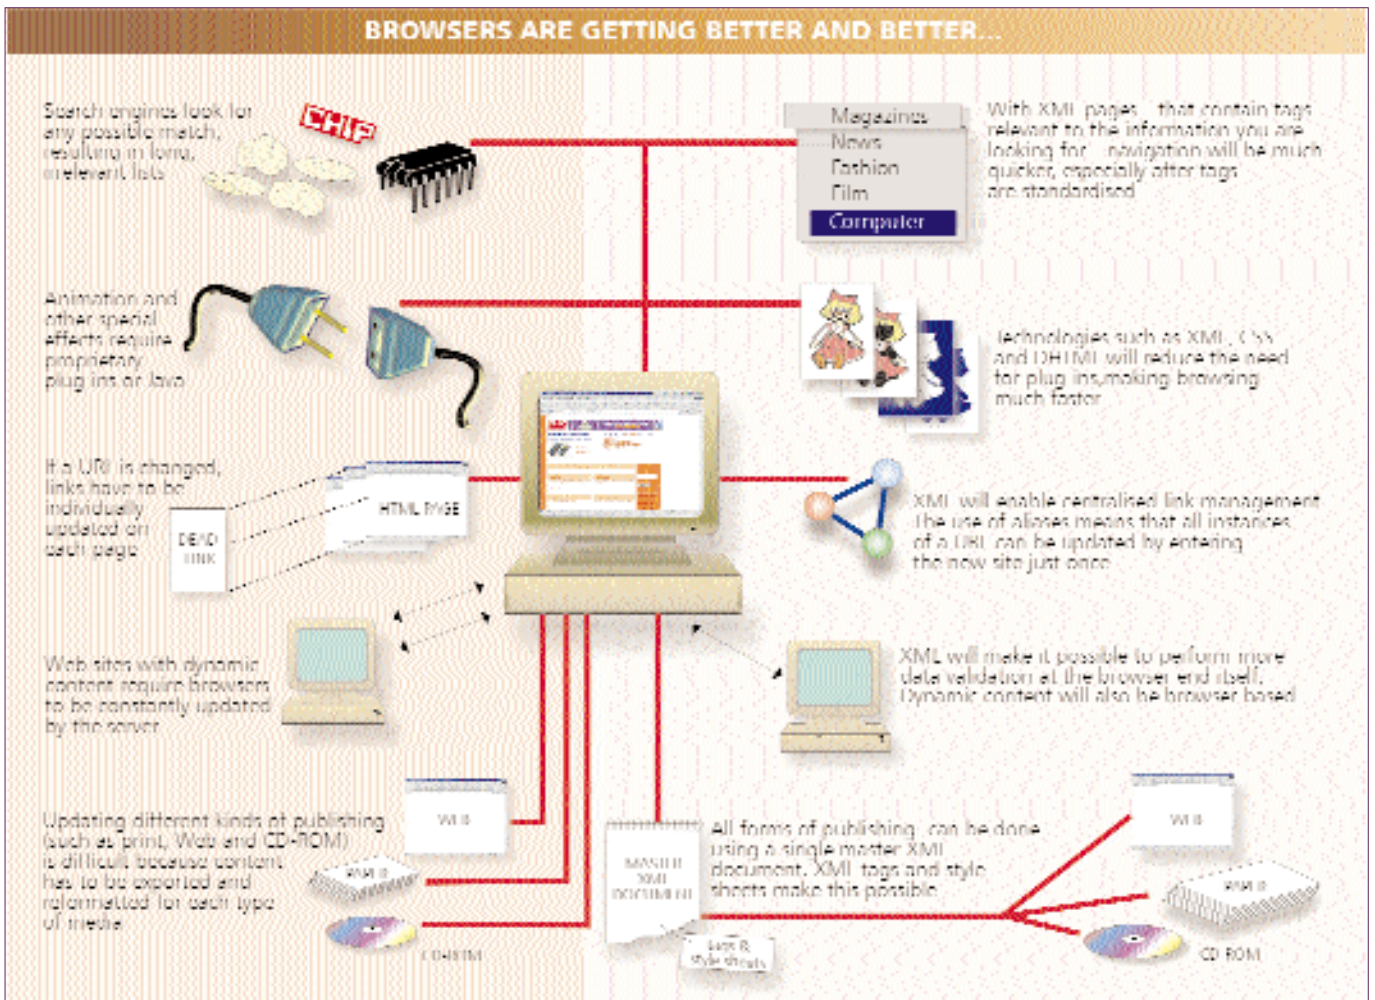 BROWSERS ARE GETTING BETTER AND BETTER...
Search engines look for
any possible match,
resulting in long,
irrelevant lists
CHIP
Magazines
News
Fashion
Film
Computer
With XML pages that contain tags
relevant to the information you are
looking for navigation will be much
quicker, especially after tags
are standardised
Animation and
other special
effects require
proprietary
plug ins or Java
Technologies such as XML, CSS
and DHTML will reduce the need
for plug ins,making browsing
much faster
If a URL is changed,
links have to be
individually
updated on
each page
DEAD
LINK
HTML PAGE
XML will enable centralised link management
The use of aliases means that all instances
of a URL can be updated by entering
the new site just once
Web sites with dynamic
content require browsers
to be constantly updated
by the server
XML will make it possible to perform more
data validation at the browser end itself.
Dynamic content will also be browser based
Updating different kinds of publishing
(such as print, Web and CD-ROM)
is difficult because content
has to be exported and
reformatted for each type
of media
WEB
PAPER
CD-ROM
MASTER
XML
DOCUMENT
tags &
style sheets
All forms of publishing can be done
using a single master XML
document. XML tags and style
sheets make this possible
WEB
PAPER
CD ROM